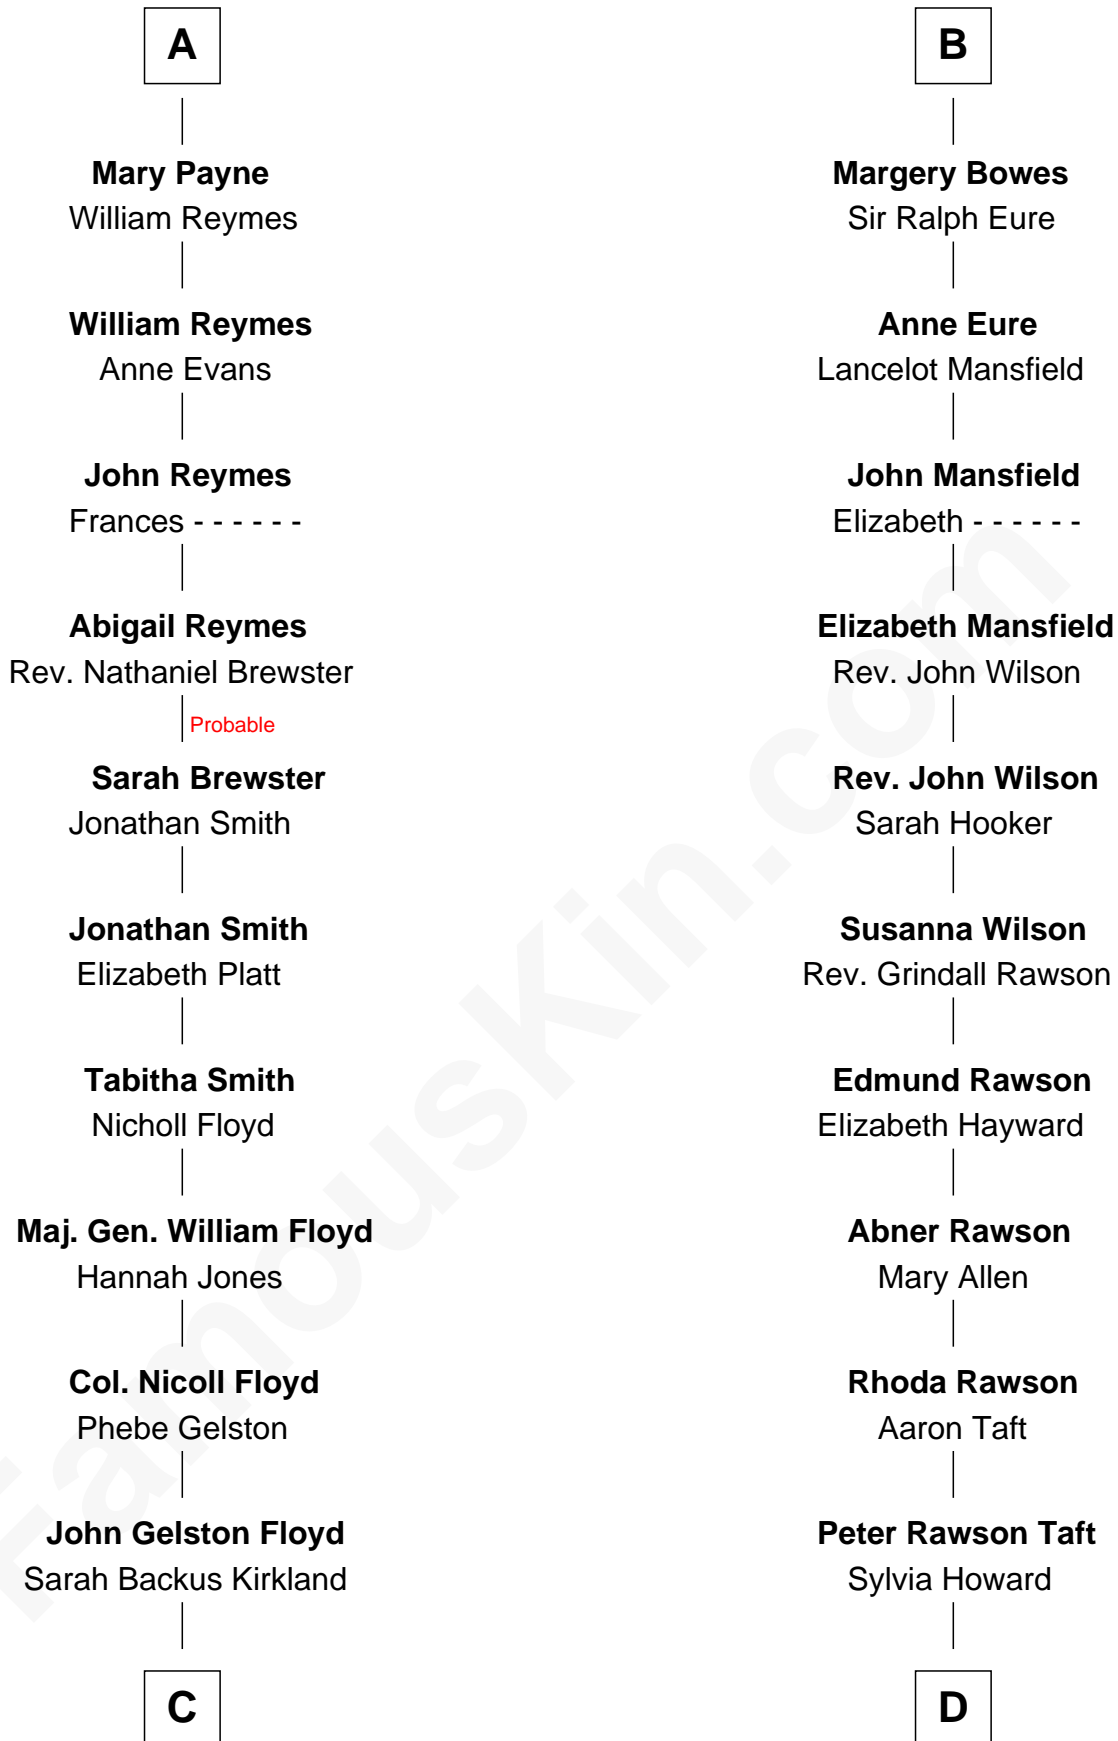 A
Mary Payne
William Reymes
William Reymes
Anne Evans
John Reymes
Frances - - - - - -
Abigail Reymes
Rev. Nathaniel Brewster
Probable
Sarah Brewster
Jonathan Smith
Jonathan Smith
Elizabeth Platt
Tabitha Smith
Nicholl Floyd
Maj. Gen. William Floyd
Hannah Jones
Col. Nicoll Floyd
Phebe Gelston
John Gelston Floyd
Sarah Backus Kirkland
C
B
Margery Bowes
Sir Ralph Eure
Anne Eure
Lancelot Mansfield
John Mansfield
Elizabeth - - - - - -
Elizabeth Mansfield
Rev. John Wilson
Rev. John Wilson
Sarah Hooker
Susanna Wilson
Rev. Grindall Rawson
Edmund Rawson
Elizabeth Hayward
Abner Rawson
Mary Allen
Rhoda Rawson
Aaron Taft
Peter Rawson Taft
Sylvia Howard
D
FamousKin.com